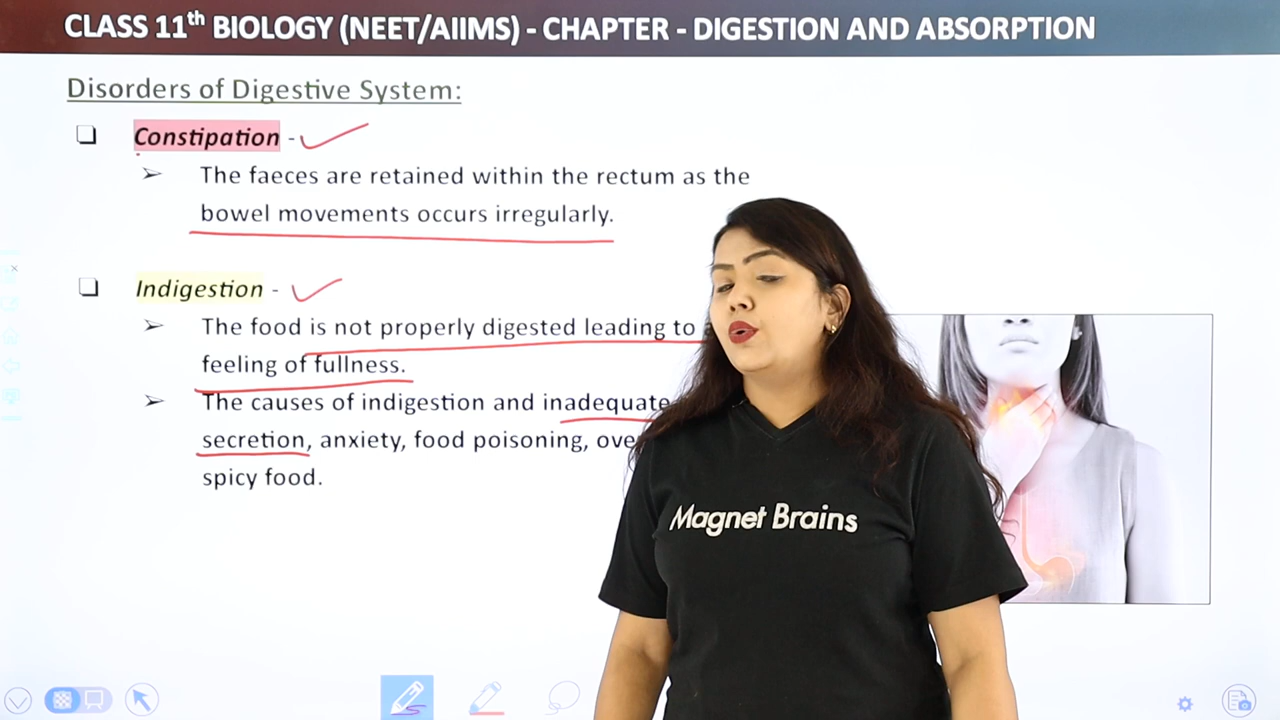 CLASS 11th BIOLOGY (NEET/AIIMS) - CHAPTER - DIGESTION AND ABSORPTION
Disorders of Digestive System:
Constipation -
The faeces are retained within the rectum as the
bowel movements occurs irregularly.
Indigestion -
The food is not properly digested leading to
feeling of fullness.
The causes of indigestion and inadequate
secretion, anxiety, food poisoning,
spicy food.
Magnet Brains